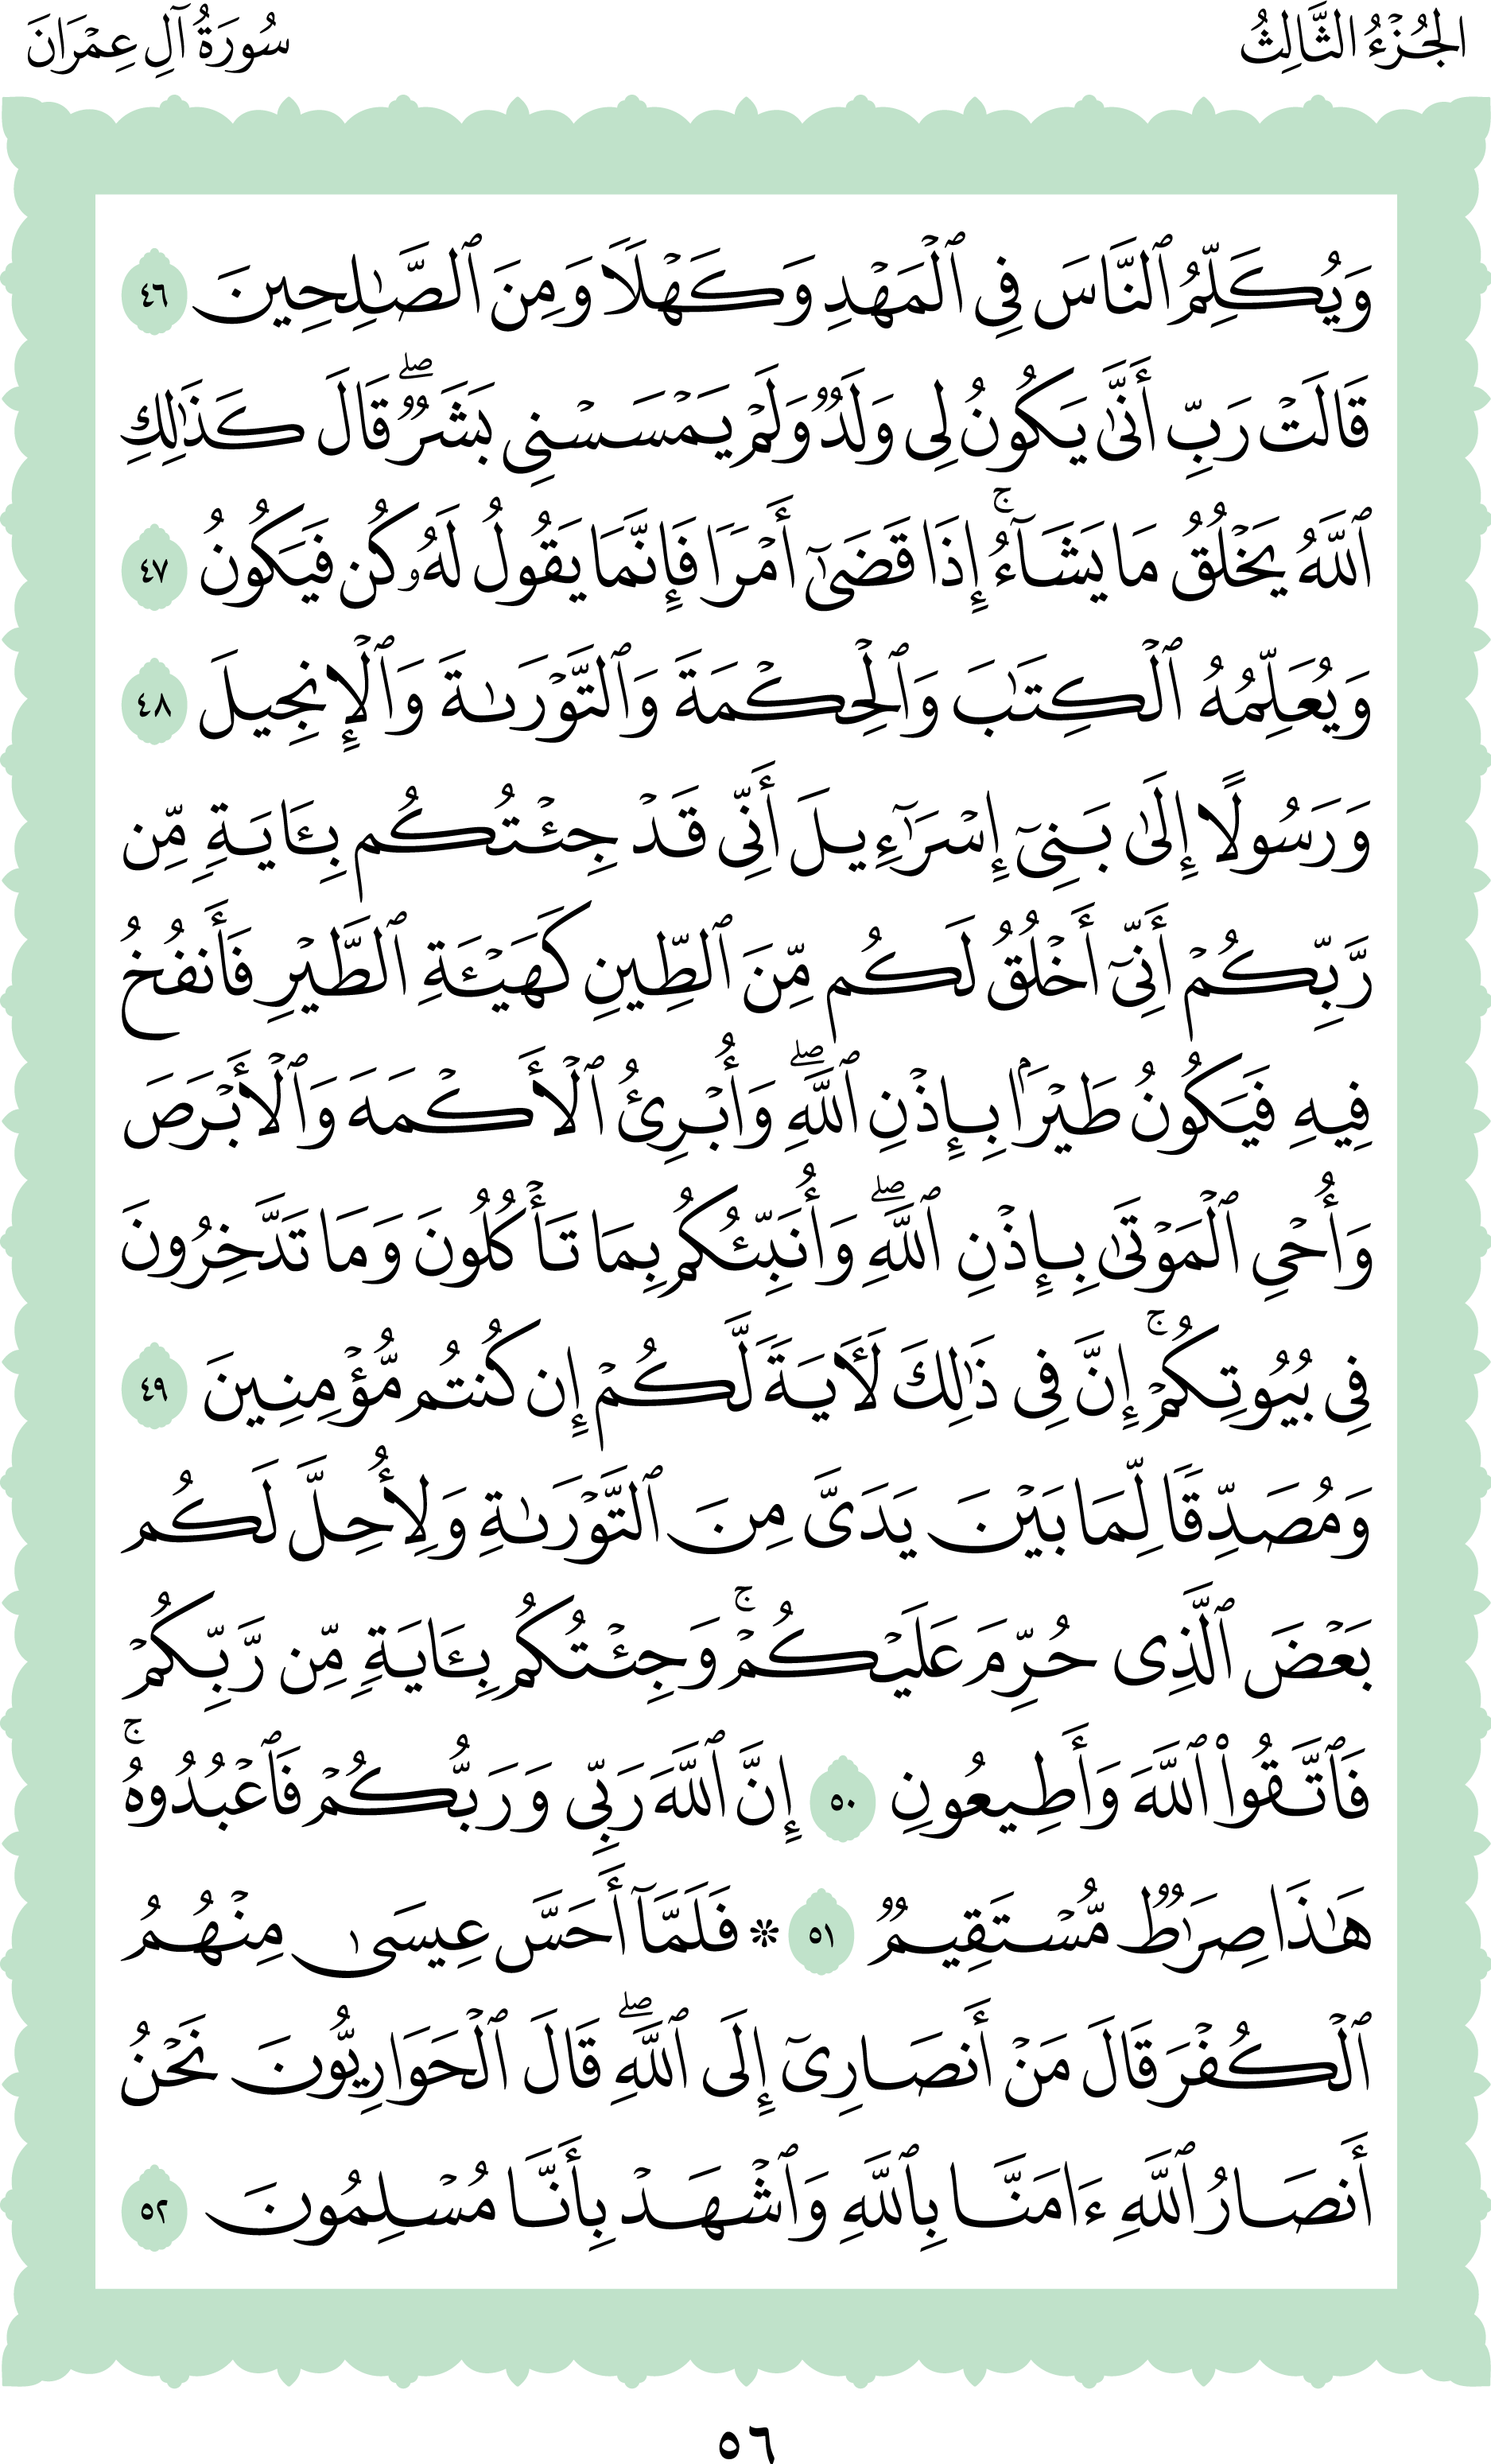 الجُزْءُ الثَّالِثُ
سُورَةُ آلِ عِمْرَانَ
وَيُكَلِّمُ ٱلنَّاسَ فِي ٱلْمَهْدِ وَكَهْلًا وَمِنَ ٱلصَّٰلِحِينَ ٤٦
قَالَتْ رَبِّ أَنَّىٰ يَكُونُ لِي وَلَدٌ وَلَمْ يَمْسَسْنِي بَشَرٌۖ قَالَ كَذَٰلِكِ
ٱللَّهُ يَخْلُقُ مَا يَشَآءُۚ إِذَا قَضَىٰٓ أَمْرًا فَإِنَّمَا يَقُولُ لَهُۥ كُن فَيَكُونُ ٤٧
وَيُعَلِّمُهُ ٱلْكِتَٰبَ وَٱلْحِكْمَةَ وَٱلتَّوْرَىٰةَ وَٱلْإِنجِيلَ ٤٨
وَرَسُولًا إِلَىٰ بَنِيٓ إِسْرَٰٓءِيلَ أَنِّي قَدْ جِئْتُكُم بِـَٔايَةٍ مِّن
رَّبِّكُمْ أَنِّيٓ أَخْلُقُ لَكُم مِّنَ ٱلطِّينِ كَهَيْـَٔةِ ٱلطَّيْرِ فَأَنفُخُ
فِيهِ فَيَكُونُ طَيْرًۢا بِإِذْنِ ٱللَّهِۖ وَأُبْرِئُ ٱلْأَكْمَهَ وَٱلْأَبْرَصَ
وَأُحْيِ ٱلْمَوْتَىٰ بِإِذْنِ ٱللَّهِۖ وَأُنَبِّئُكُم بِمَا تَأْكُلُونَ وَمَا تَدَّخِرُونَ
فِي بُيُوتِكُمْۚ إِنَّ فِي ذَٰلِكَ لَـَٔايَةً لَّكُمْ إِن كُنتُم مُّؤْمِنِينَ ٤٩
وَمُصَدِّقًا لِّمَا بَيْنَ يَدَيَّ مِنَ ٱلتَّوْرَىٰةِ وَلِأُحِلَّ لَكُم
بَعْضَ ٱلَّذِي حُرِّمَ عَلَيْكُمْۚ وَجِئْتُكُم بِـَٔايَةٍ مِّن رَّبِّكُمْ
فَٱتَّقُوا۟ ٱللَّهَ وَأَطِيعُونِ ٥٠ إِنَّ ٱللَّهَ رَبِّي وَرَبُّكُمْ فَٱعْبُدُوهُۚ
هَٰذَا صِرَٰطٌ مُّسْتَقِيمٌ ٥١ ۞ فَلَمَّآ أَحَسَّ عِيسَىٰ مِنْهُمُ
ٱلْكُفْرَ قَالَ مَنْ أَنصَارِيٓ إِلَى ٱللَّهِۖ قَالَ ٱلْحَوَارِيُّونَ نَحْنُ
أَنصَارُ ٱللَّهِ ءَامَنَّا بِٱللَّهِ وَٱشْهَدْ بِأَنَّا مُسْلِمُونَ ٥٢
٥٦